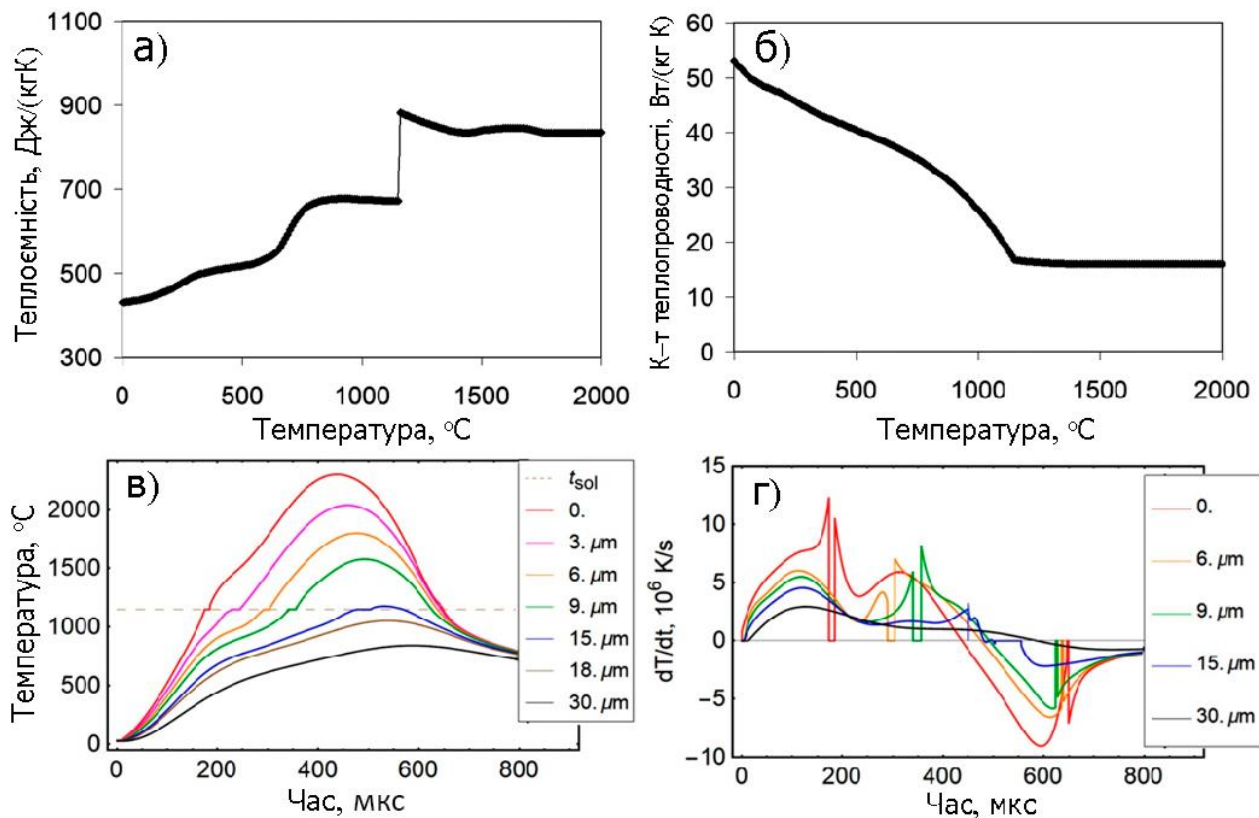 а)
Теплоємність, Дж/(кгК)
1100
900
700
500
300
0
500
1000
1500
2000
Температура, °С
б)
К–т теплопроводності, Вт/(кг К)
60
50
40
30
20
10
0
0
500
1000
1500
2000
Температура, °С
в)
Температура, °С
2000
1500
1000
500
0
0
200
400
600
800
Час, мкс
tsol
0.
3. μm
6. μm
9. μm
15. μm
18. μm
30. μm
г)
dT/dt, 10⁶ K/s
15
10
5
0
−5
−10
0
200
400
600
800
Час, мкс
0.
6. μm
9. μm
15. μm
30. μm